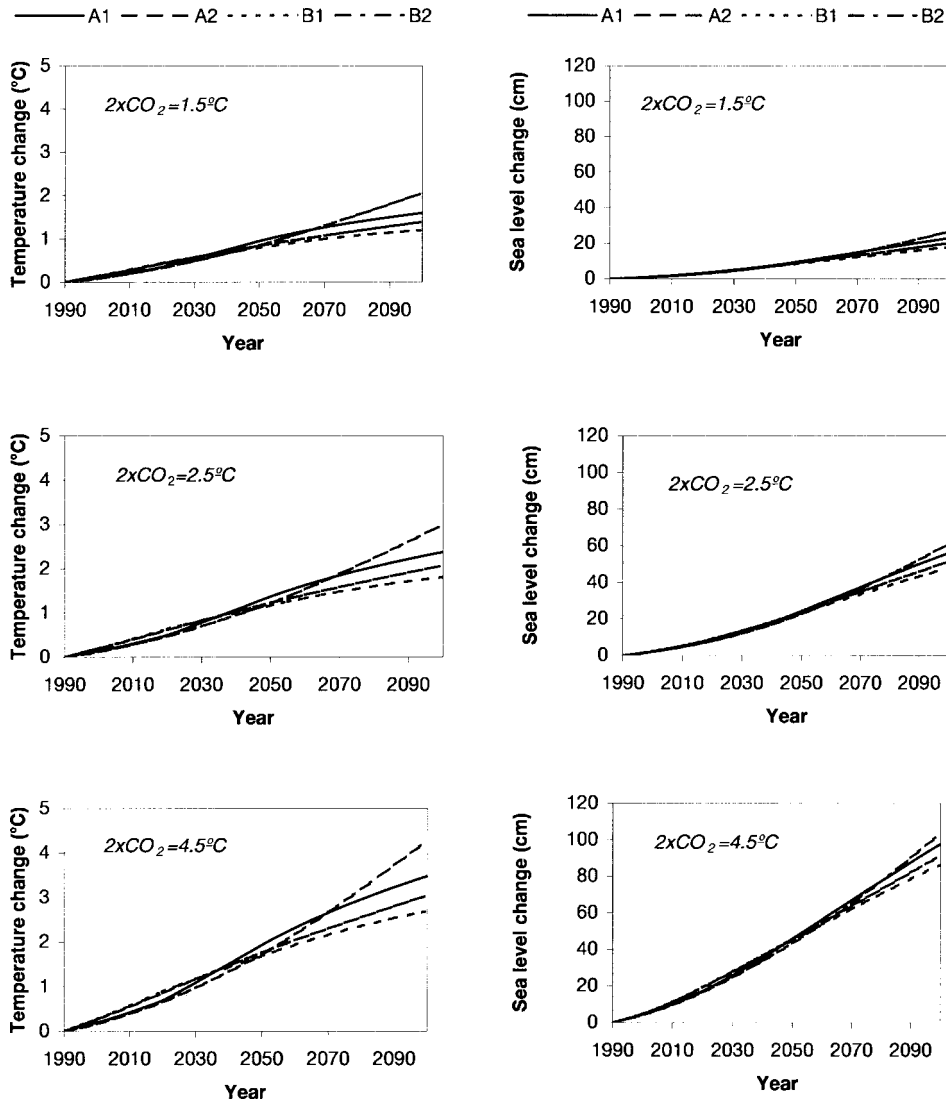 A1 A2 B1 B2
A1 A2 B1 B2
Temperature change (°C)
5
4
3
2
1
0
2xCO2=1.5ºC
1990 2010 2030 2050 2070 2090
Year
Sea level change (cm)
120
100
80
60
40
20
0
2xCO2=1.5ºC
1990 2010 2030 2050 2070 2090
Year
Temperature change (°C)
5
4
3
2
1
0
2xCO2=2.5ºC
1990 2010 2030 2050 2070 2090
Year
Sea level change (cm)
120
100
80
60
40
20
0
2xCO2=2.5ºC
1990 2010 2030 2050 2070 2090
Year
Temperature change (°C)
5
4
3
2
1
0
2xCO2=4.5ºC
1990 2010 2030 2050 2070 2090
Year
Sea level change (cm)
120
100
80
60
40
20
0
2xCO2=4.5ºC
1990 2010 2030 2050 2070 2090
Year